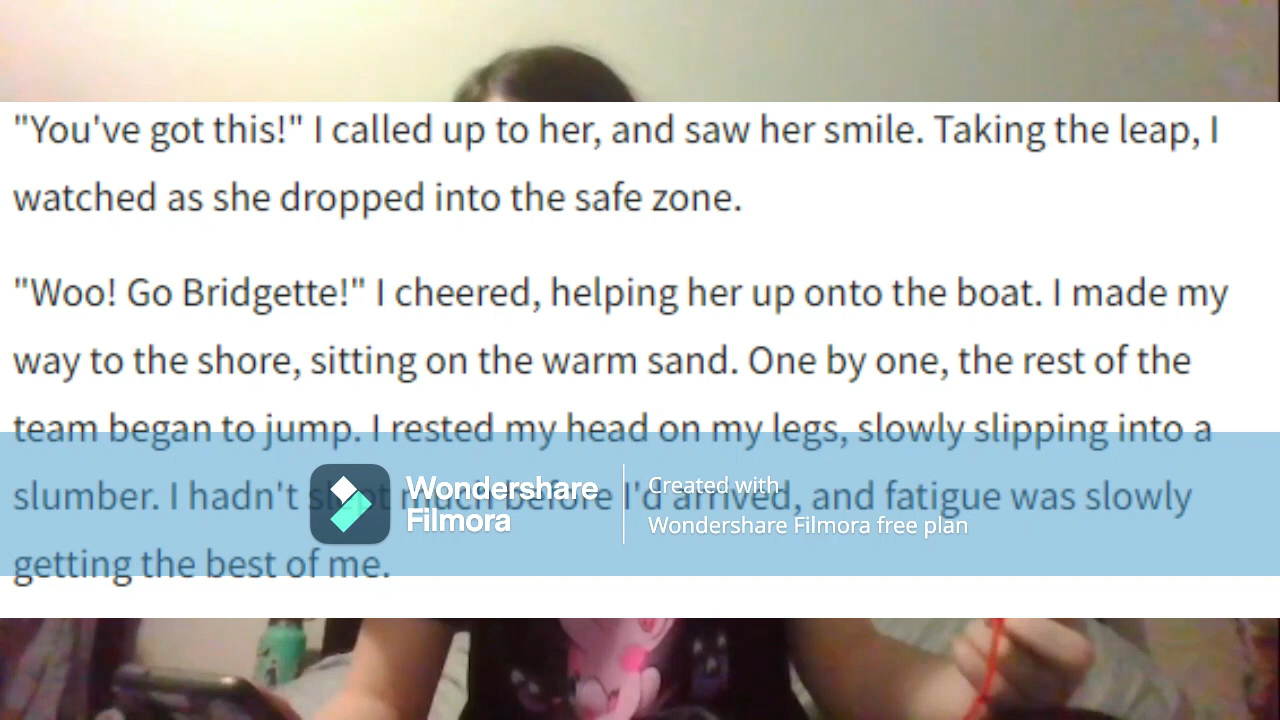 "You've got this!" I called up to her, and saw her smile. Taking the leap, I
watched as she dropped into the safe zone.
"Woo! Go Bridgette!" I cheered, helping her up onto the boat. I made my
way to the shore, sitting on the warm sand. One by one, the rest of the
team began to jump. I rested my head on my legs, slowly slipping into a
slumber. I hadn't slept much before I'd arrived, and fatigue was slowly
getting the best of me.
Wondershare
Filmora
Created with
Wondershare Filmora free plan